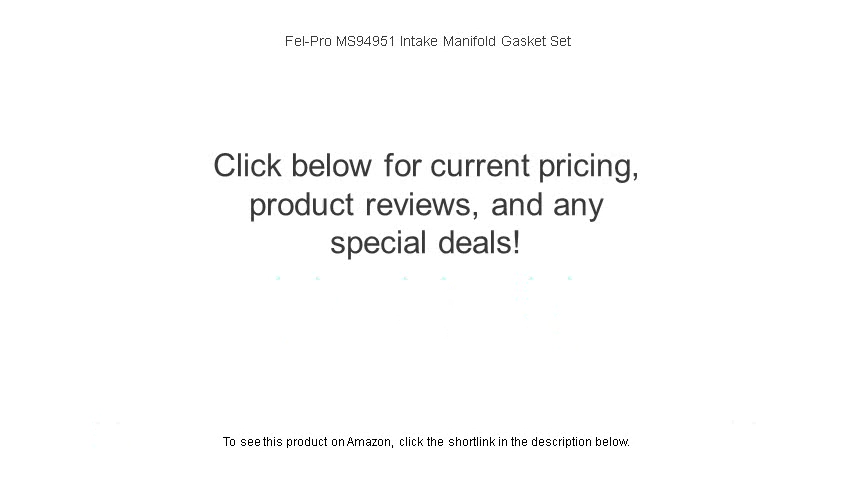 Fel-Pro MS94951 Intake Manifold Gasket Set
Click below for current pricing,
product reviews, and any
special deals!
To see this product on Amazon, click the shortlink in the description below.